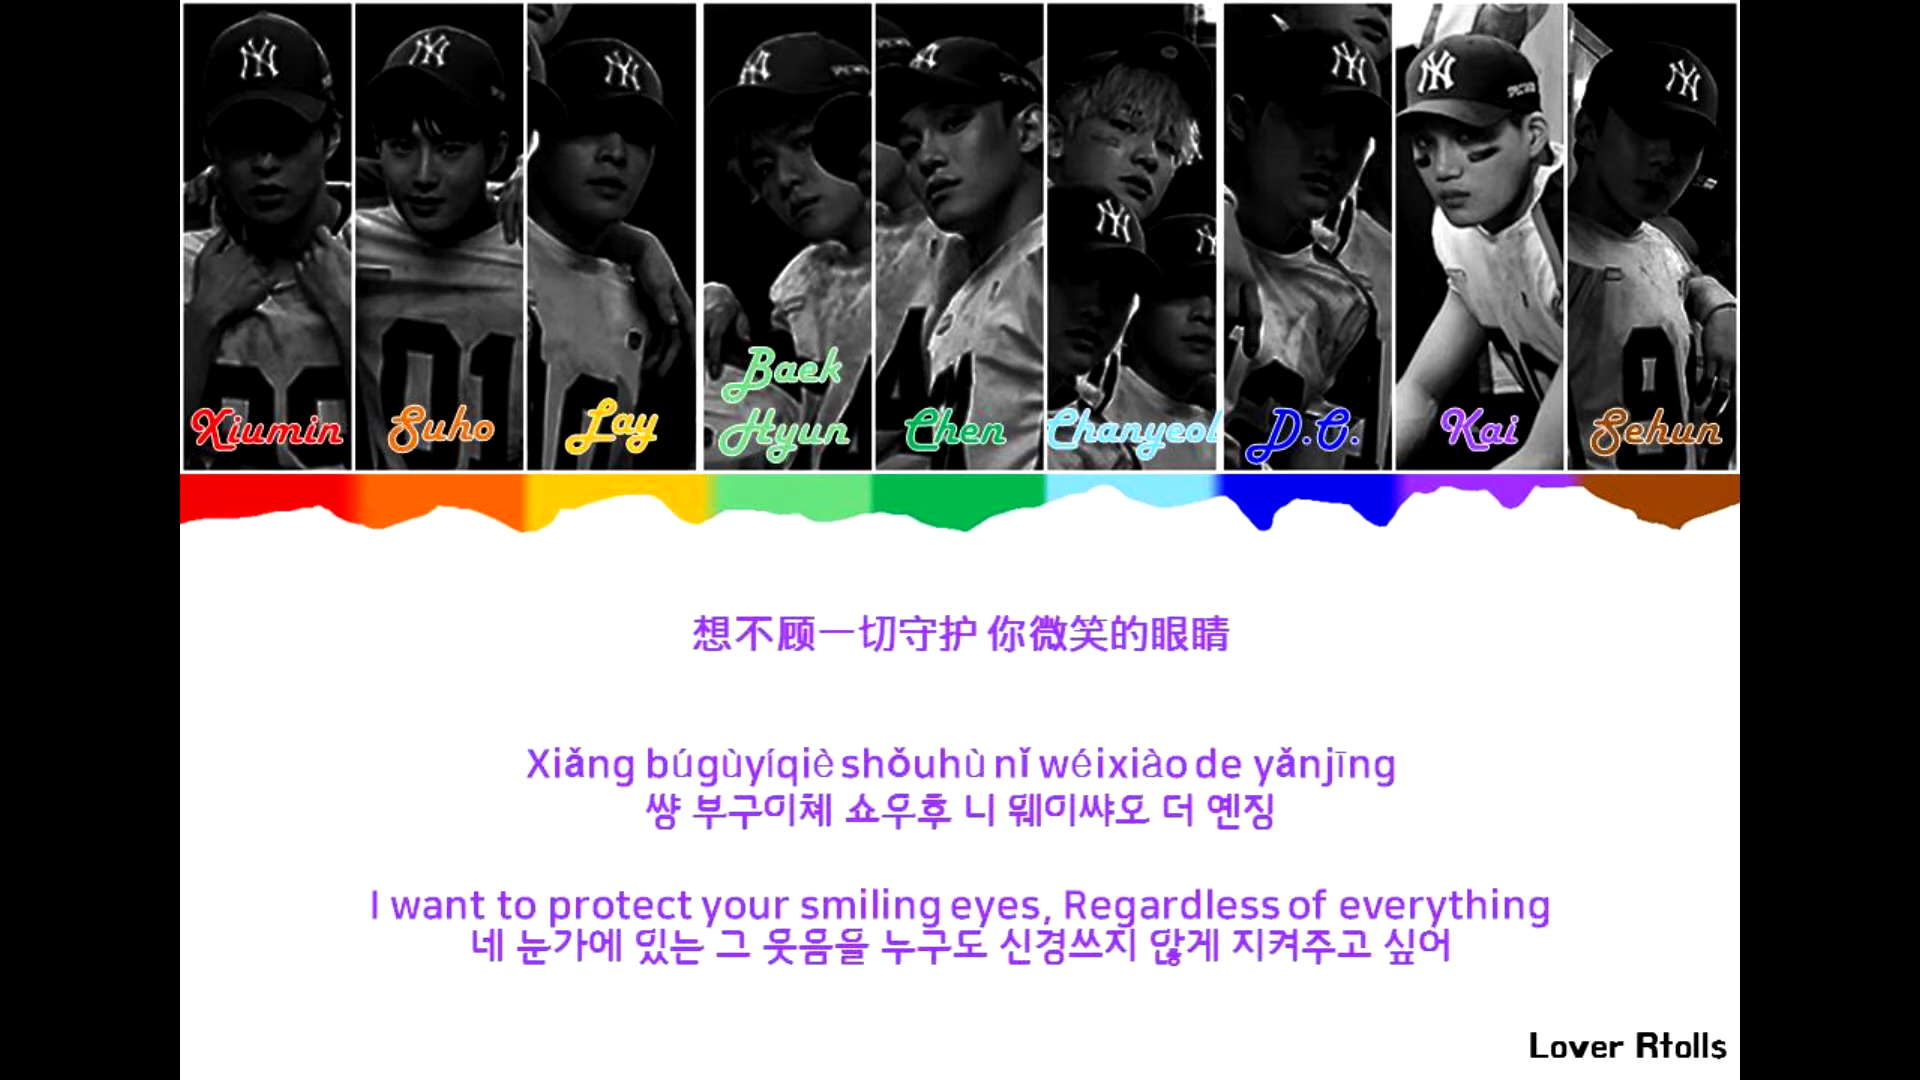 Xiumin
Suho
Lay
Baek
Hyun
Chen
Chanyeol
D.O.
Kai
Sehun
想不顾一切守护 你微笑的眼睛
Xiǎng búgùyíqiè shǒuhù nǐ wéixiào de yǎnjīng
썅 부구이체 쇼우후 니 웨이쌰오 더 옌징
I want to protect your smiling eyes, Regardless of everything
네 눈가에 있는 그 웃음을 누구도 신경쓰지 않게 지켜주고 싶어
Lover Rtolls